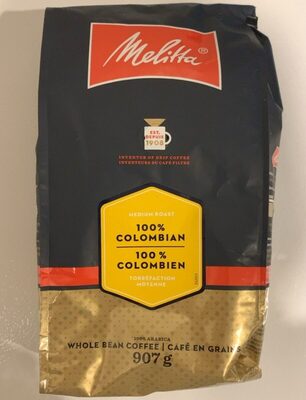 Melitta®
EST.
DEPUIS
1908
INVENTOR OF DRIP COFFEE
INVENTEURS DU CAFÉ FILTRE
MEDIUM ROAST
100%
COLOMBIAN
100%
COLOMBIEN
TORRÉFACTION
MOYENNE
100% ARABICA
WHOLE BEAN COFFEE | CAFÉ EN GRAINS
907 g